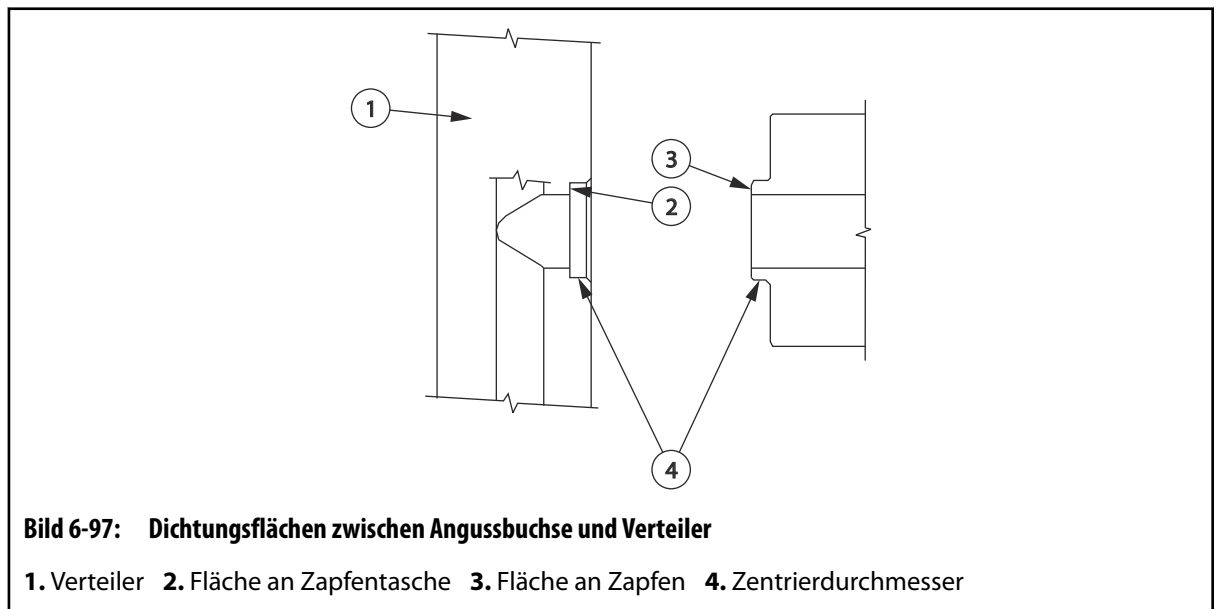 1
3
2
4
Bild 6-97: Dichtungsflächen zwischen Angussbuchse und Verteiler
1. Verteiler 2. Fläche an Zapfentasche 3. Fläche an Zapfen 4. Zentrierdurchmesser